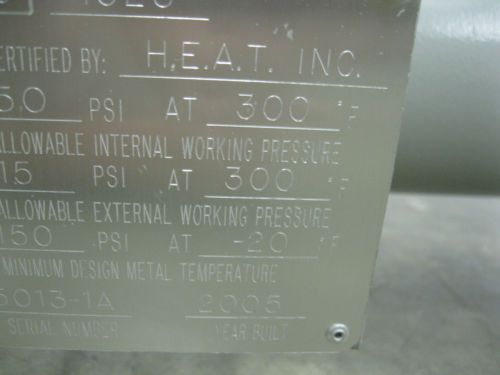 CERTIFIED BY: H.E.A.T. INC.
50 PSI AT 300 °F
ALLOWABLE INTERNAL WORKING PRESSURE
15 PSI AT 300 °F
ALLOWABLE EXTERNAL WORKING PRESSURE
150 PSI AT -20 °F
MINIMUM DESIGN METAL TEMPERATURE
5013-1A 2005
SERIAL NUMBER YEAR BUILT